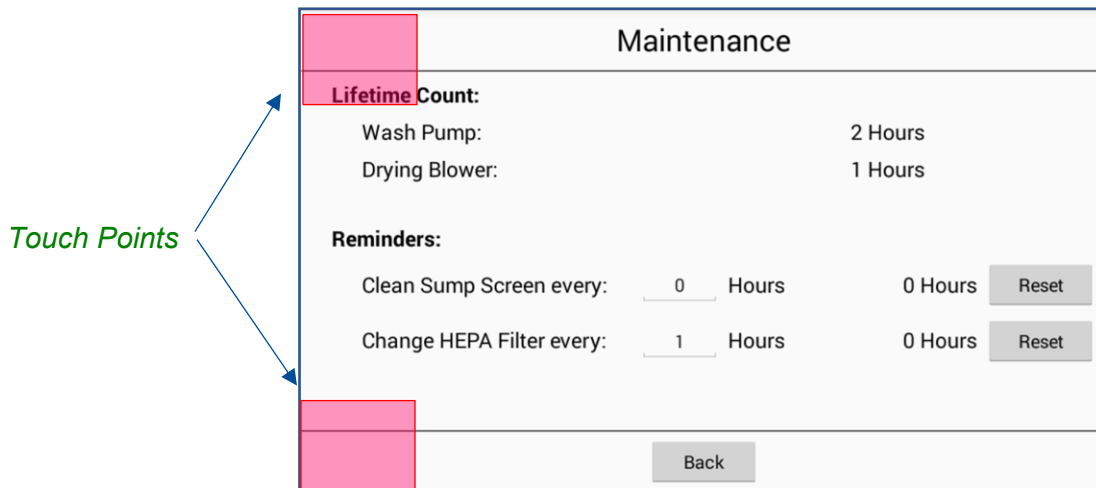 Maintenance
Lifetime Count:
Wash Pump: 2 Hours
Drying Blower: 1 Hours
Touch Points
Reminders:
Clean Sump Screen every: 0 Hours 0 Hours Reset
Change HEPA Filter every: 1 Hours 0 Hours Reset
Back